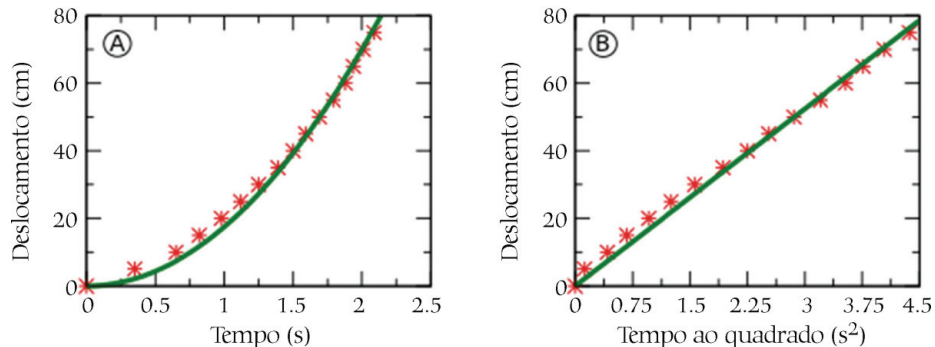 A
Deslocamento (cm)
80
60
40
20
0
0 0.5 1 1.5 2 2.5
Tempo (s)
B
Deslocamento (cm)
80
60
40
20
0
0 0.75 1.5 2.25 3 3.75 4.5
Tempo ao quadrado (s²)